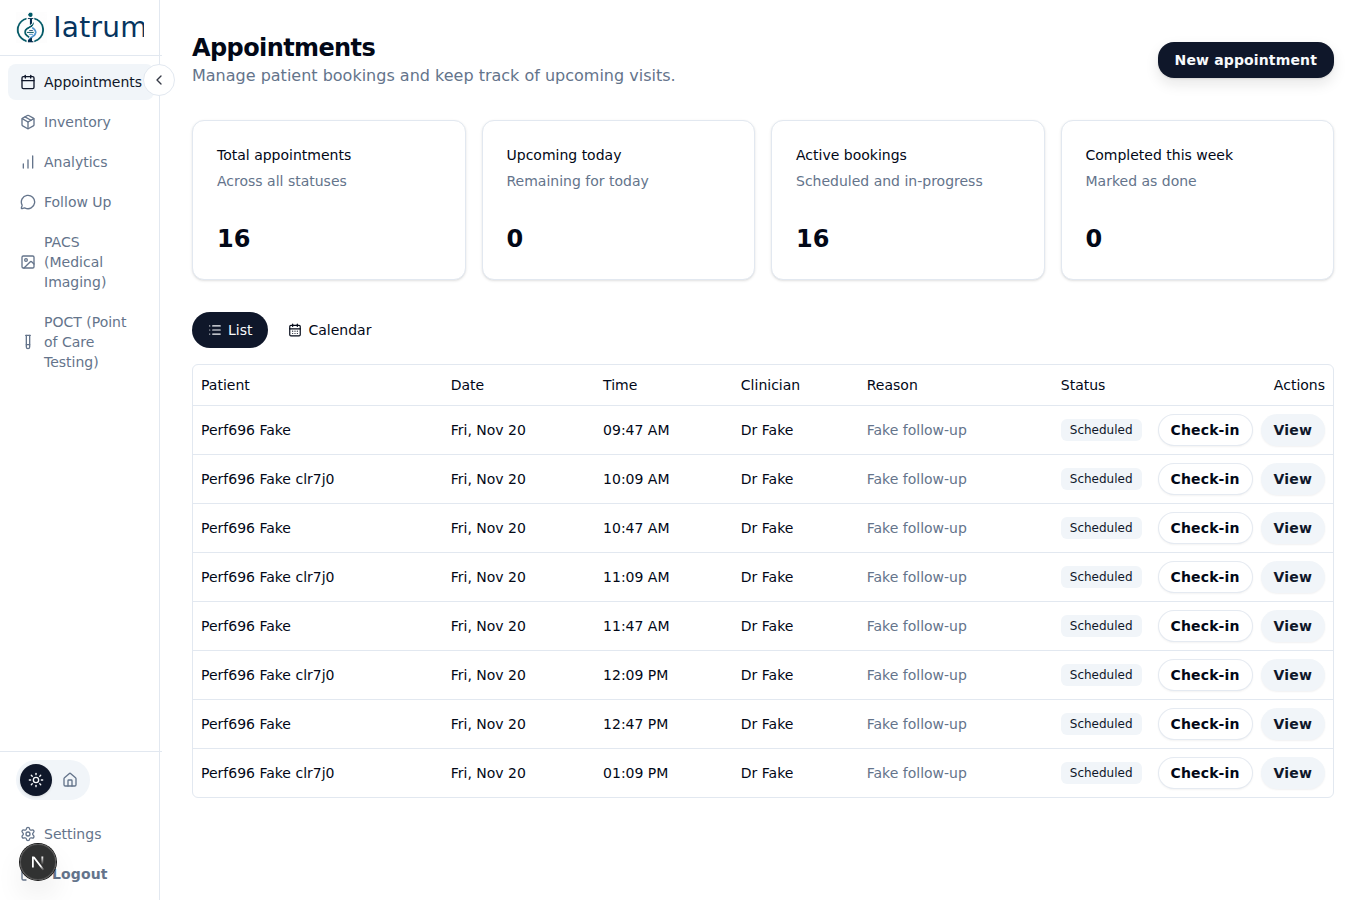 Iatrum
Appointments
Inventory
Analytics
Follow Up
PACS
(Medical
Imaging)
POCT (Point
of Care
Testing)
Settings
N
Logout
Appointments
Manage patient bookings and keep track of upcoming visits.
New appointment
Total appointments
Across all statuses
16
Upcoming today
Remaining for today
0
Active bookings
Scheduled and in-progress
16
Completed this week
Marked as done
0
List
Calendar
Patient Date Time Clinician Reason Status Actions
Perf696 Fake Fri, Nov 20 09:47 AM Dr Fake Fake follow-up Scheduled Check-in View
Perf696 Fake clr7j0 Fri, Nov 20 10:09 AM Dr Fake Fake follow-up Scheduled Check-in View
Perf696 Fake Fri, Nov 20 10:47 AM Dr Fake Fake follow-up Scheduled Check-in View
Perf696 Fake clr7j0 Fri, Nov 20 11:09 AM Dr Fake Fake follow-up Scheduled Check-in View
Perf696 Fake Fri, Nov 20 11:47 AM Dr Fake Fake follow-up Scheduled Check-in View
Perf696 Fake clr7j0 Fri, Nov 20 12:09 PM Dr Fake Fake follow-up Scheduled Check-in View
Perf696 Fake Fri, Nov 20 12:47 PM Dr Fake Fake follow-up Scheduled Check-in View
Perf696 Fake clr7j0 Fri, Nov 20 01:09 PM Dr Fake Fake follow-up Scheduled Check-in View